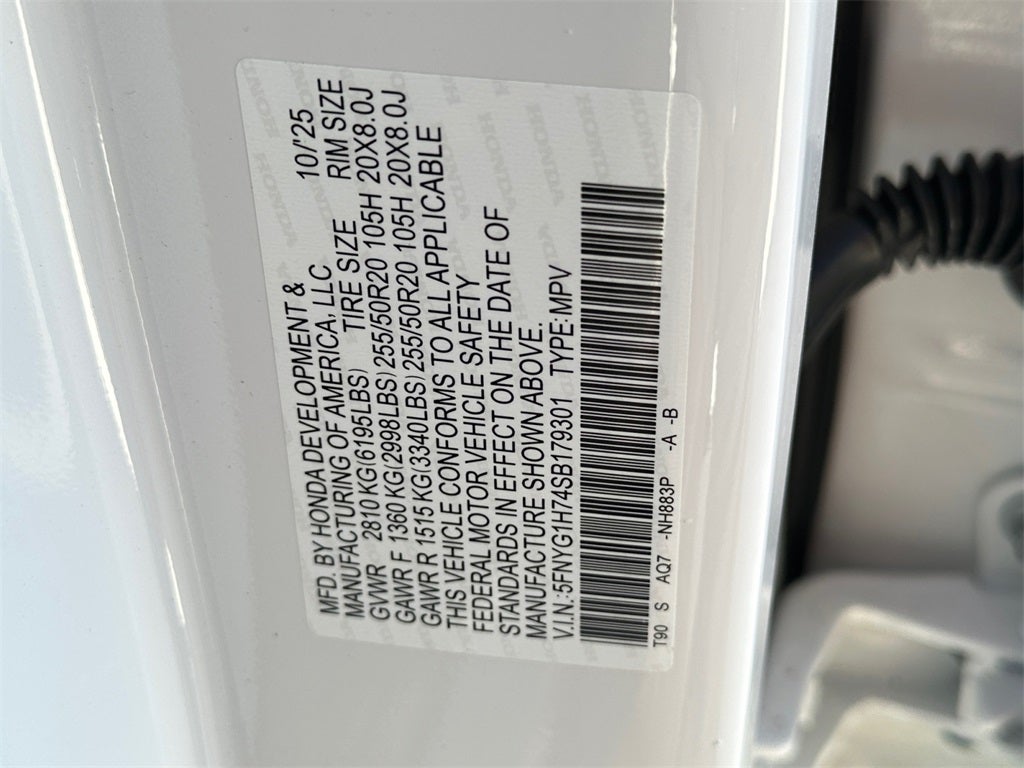 MFD. BY HONDA DEVELOPMENT & 10/'25
MANUFACTURING OF AMERICA, LLC RIM SIZE
GVWR 2810 KG(6195LBS) TIRE SIZE
GAWR F 1360 KG(2998LBS) 255/50R20 105H 20X8.0J
GAWR R 1515 KG(3340LBS) 255/50R20 105H 20X8.0J
THIS VEHICLE CONFORMS TO ALL APPLICABLE
FEDERAL MOTOR VEHICLE SAFETY
STANDARDS IN EFFECT ON THE DATE OF
MANUFACTURE SHOWN ABOVE.
V.I.N.:5FNYG1H74SB179301 TYPE:MPV
T90 S AQ7 -NH883P -A -B